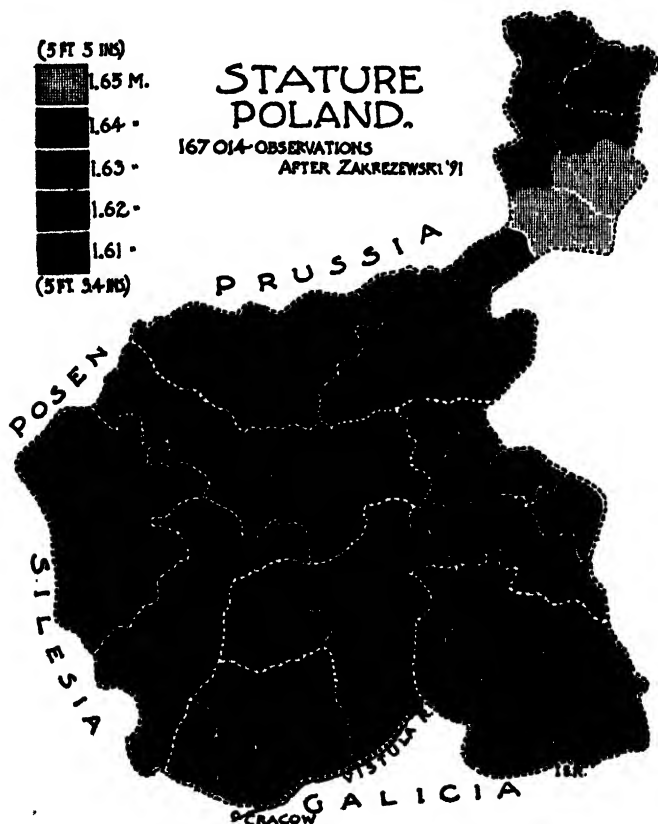 (5 FT 5 INS)
1.65 M.
1.64 "
1.63 "
1.62 "
1.61 "
(5 FT. 3.4 INS)
STATURE
POLAND.
167 014 OBSERVATIONS
AFTER ZAKREZEWSKI '91
PRUSSIA
POSEN
SILESIA
VISTULA R.
GALICIA
CRACOW